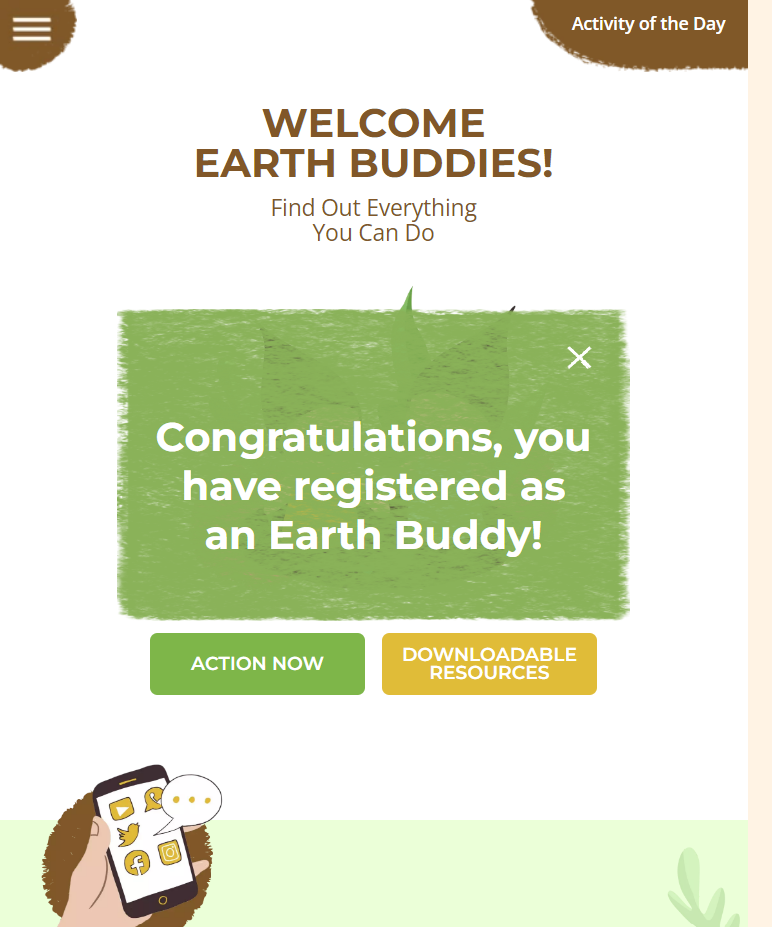 Activity of the Day
WELCOME
EARTH BUDDIES!
Find Out Everything
You Can Do
Congratulations, you
have registered as
an Earth Buddy!
ACTION NOW
DOWNLOADABLE
RESOURCES